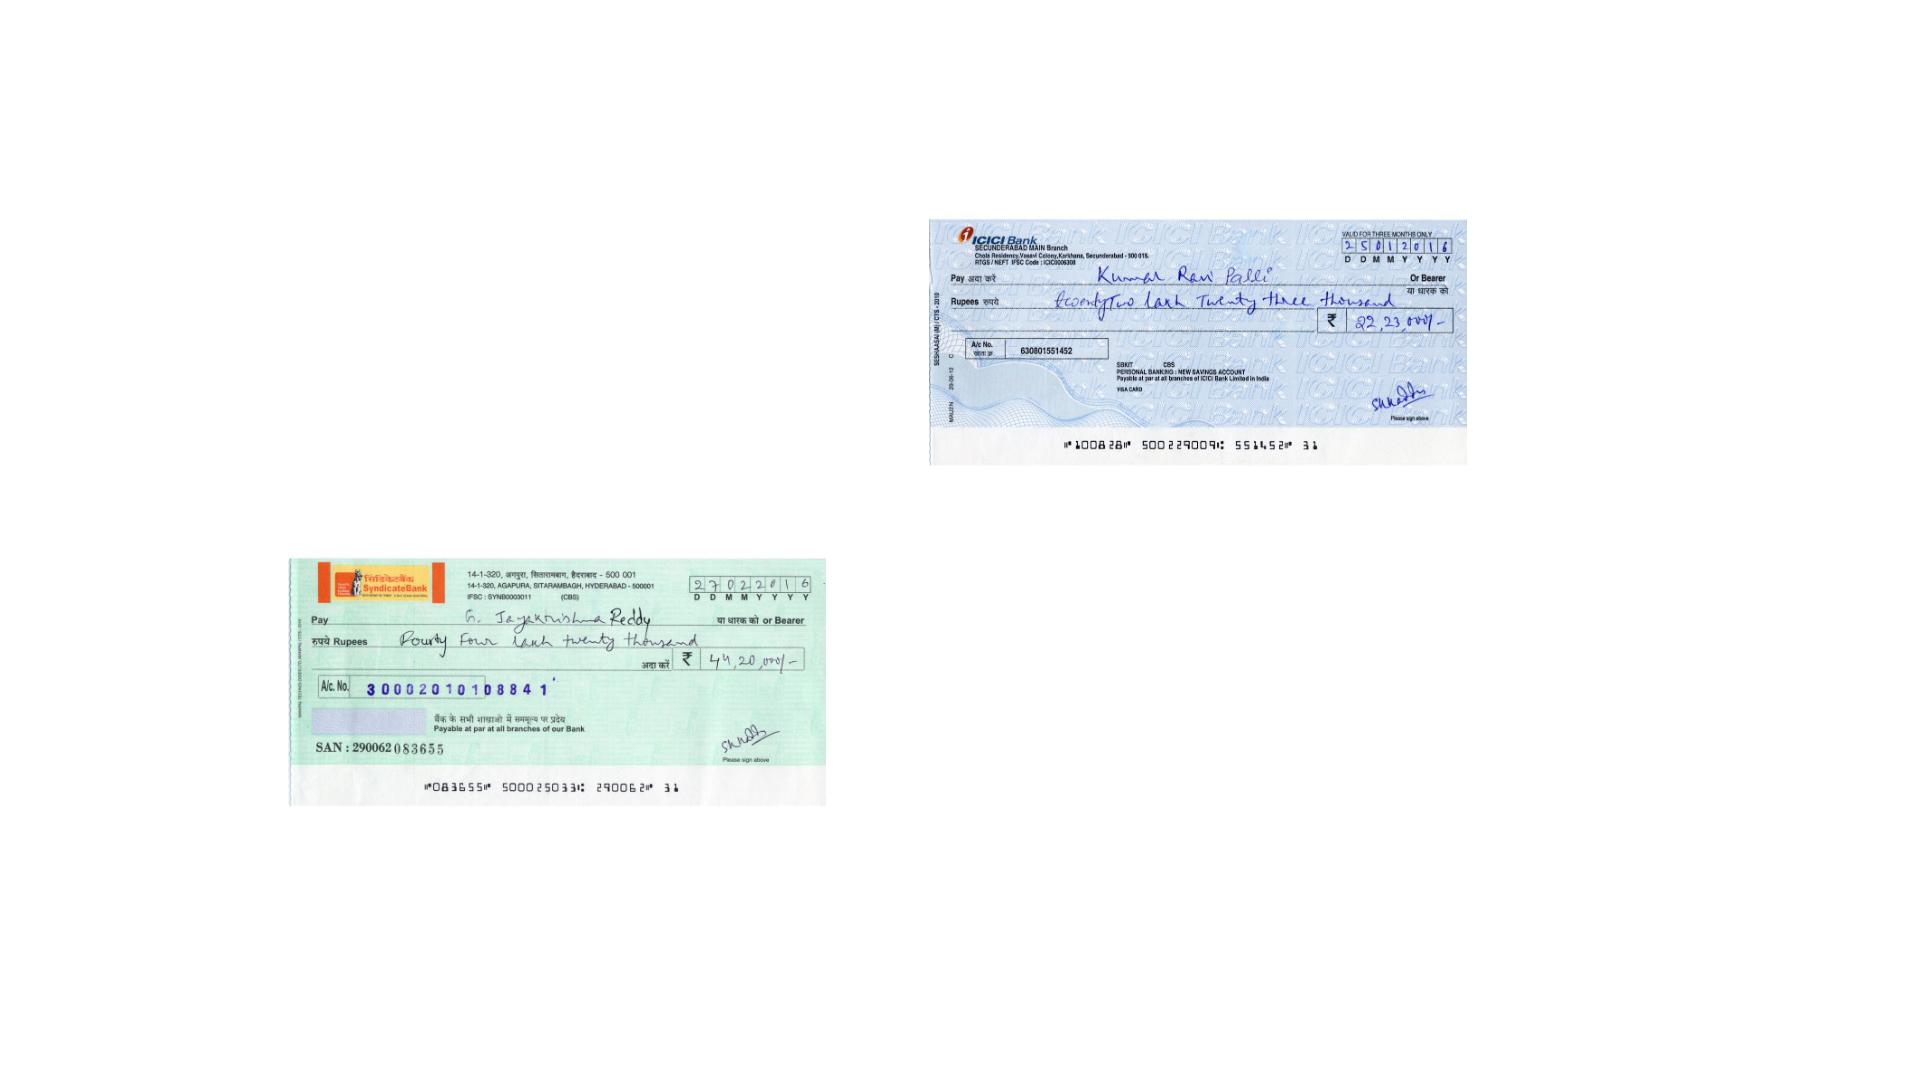 ICICI Bank
SECUNDERABAD MAIN Branch
Chola Residency,Vasavi Colony,Karkhana, Secunderabad - 500 015.
RTGS / NEFT IFSC Code : ICIC0006308
VALID FOR THREE MONTHS ONLY
2 5 0 1 2 0 1 6
D D M M Y Y Y Y
Pay अदा करें Kumar Ravi Palli Or Bearer
या धारक को
Rupees रुपये twenty Two lakh Twenty three thousand
₹ 22,23,000/-
A/c No. 630801551452
SBKIT CBS
PERSONAL BANKING : NEW SAVINGS ACCOUNT
Payable at par at all branches of ICICI Bank Limited in India
VISA CARD
Please sign above
⑈100828⑈ 500229009⑆ 551452⑈ 31
सिंडिकेटबैंक
SyndicateBank
14-1-320, अगपुरा, सितारामबाग, हैदराबाद - 500 001
14-1-320, AGAPURA, SITARAMBAGH, HYDERABAD - 500001
IFSC : SYNB0003011 (CBS)
2 7 0 2 2 0 1 6
D D M M Y Y Y Y
Pay G. Jayakrishna Reddy या धारक को or Bearer
रुपये Rupees Fourty Four lakh twenty thousand
अदा करें ₹ 44,20,000/-
A/c. No. 30002010108841
बैंक के सभी शाखाओं में सममूल्य पर प्रदेय
Payable at par at all branches of our Bank
SAN : 290062 083655
Please sign above
⑈083655⑈ 500025033⑆ 290062⑈ 31